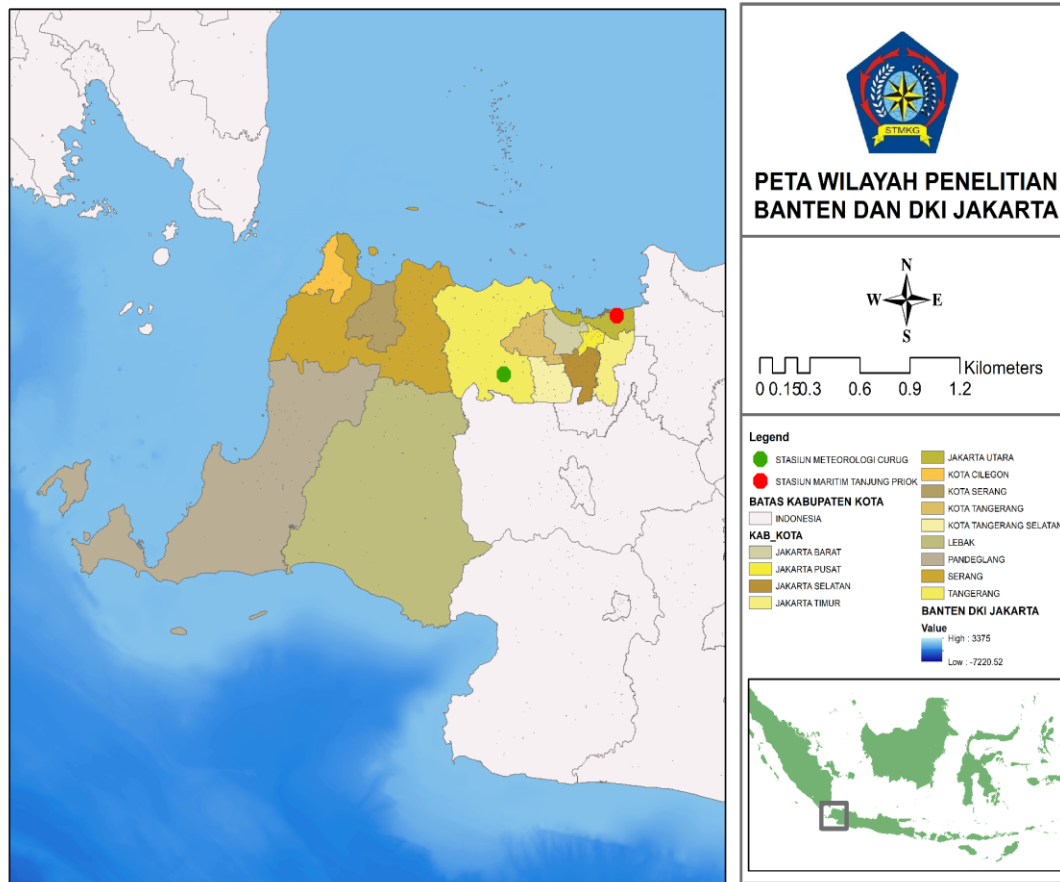 STMKG
PETA WILAYAH PENELITIAN
BANTEN DAN DKI JAKARTA
N
W E
S
Kilometers
0 0.150.3 0.6 0.9 1.2
Legend
STASIUN METEOROLOGI CURUG
STASIUN MARITIM TANJUNG PRIOK
BATAS KABUPATEN KOTA
INDONESIA
KAB_KOTA
JAKARTA BARAT
JAKARTA PUSAT
JAKARTA SELATAN
JAKARTA TIMUR
JAKARTA UTARA
KOTA CILEGON
KOTA SERANG
KOTA TANGERANG
KOTA TANGERANG SELATAN
LEBAK
PANDEGLANG
SERANG
TANGERANG
BANTEN DKI JAKARTA
Value
High : 3375
Low : -7220.52